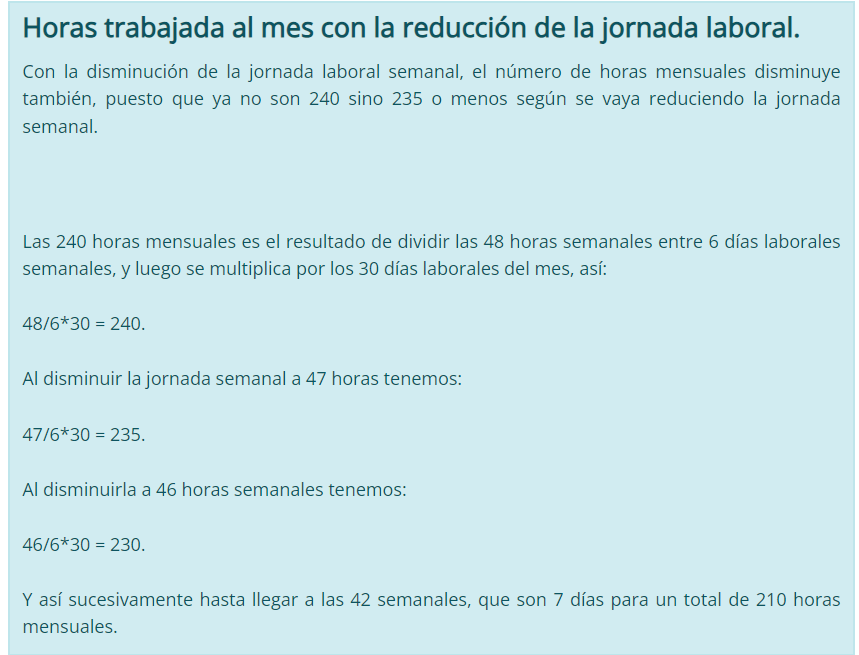 Horas trabajada al mes con la reducción de la jornada laboral.
Con la disminución de la jornada laboral semanal, el número de horas mensuales disminuye
también, puesto que ya no son 240 sino 235 o menos según se vaya reduciendo la jornada
semanal.
Las 240 horas mensuales es el resultado de dividir las 48 horas semanales entre 6 días laborales
semanales, y luego se multiplica por los 30 días laborales del mes, así:
48/6*30 = 240.
Al disminuir la jornada semanal a 47 horas tenemos:
47/6*30 = 235.
Al disminuirla a 46 horas semanales tenemos:
46/6*30 = 230.
Y así sucesivamente hasta llegar a las 42 semanales, que son 7 días para un total de 210 horas
mensuales.